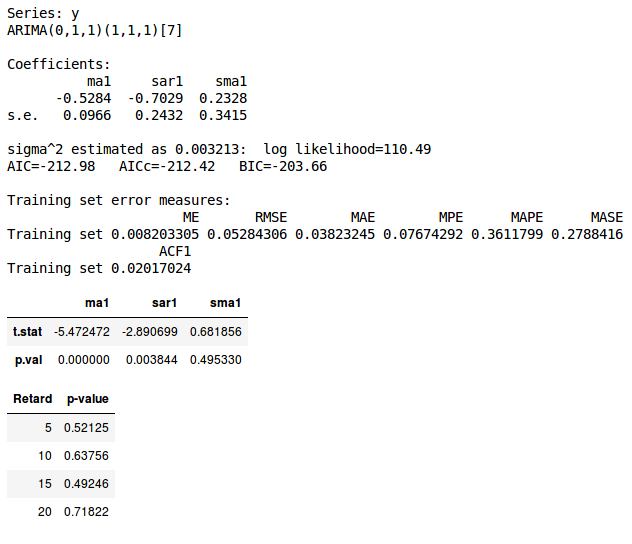 Series: y
ARIMA(0,1,1)(1,1,1)[7]
Coefficients:
ma1 sar1 sma1
-0.5284 -0.7029 0.2328
s.e. 0.0966 0.2432 0.3415
sigma^2 estimated as 0.003213: log likelihood=110.49
AIC=-212.98 AICc=-212.42 BIC=-203.66
Training set error measures:
ME RMSE MAE MPE MAPE MASE
Training set 0.008203305 0.05284306 0.03823245 0.07674292 0.3611799 0.2788416
ACF1
Training set 0.02017024
ma1 sar1 sma1
t.stat -5.472472 -2.890699 0.681856
p.val 0.000000 0.003844 0.495330
Retard p-value
5 0.52125
10 0.63756
15 0.49246
20 0.71822